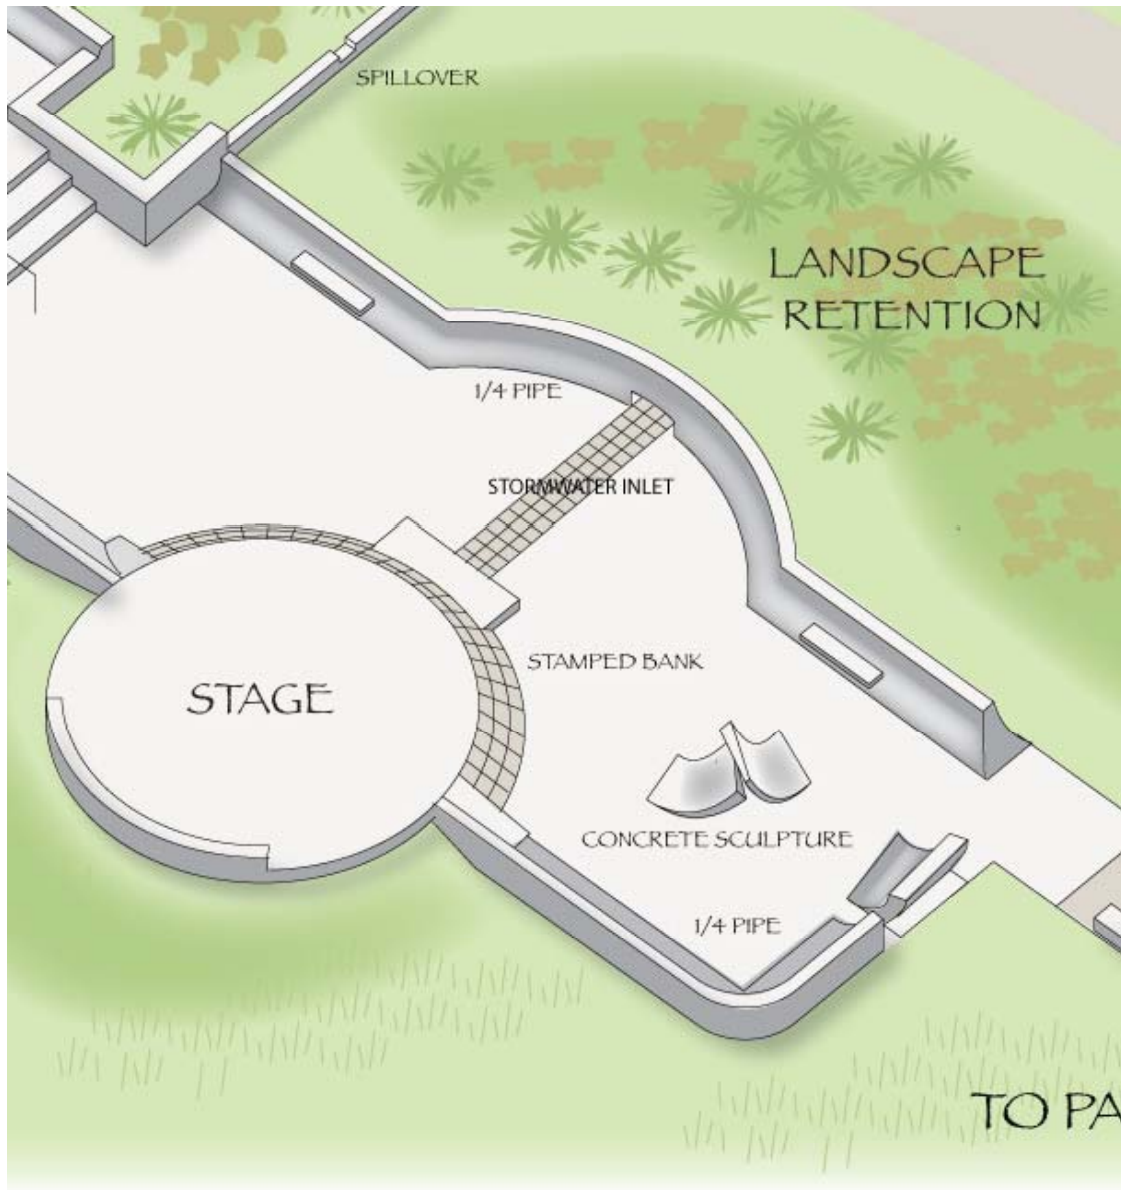 SPILLOVER
LANDSCAPE
RETENTION
1/4 PIPE
STORMWATER INLET
STAMPED BANK
STAGE
CONCRETE SCULPTURE
1/4 PIPE
TO PA